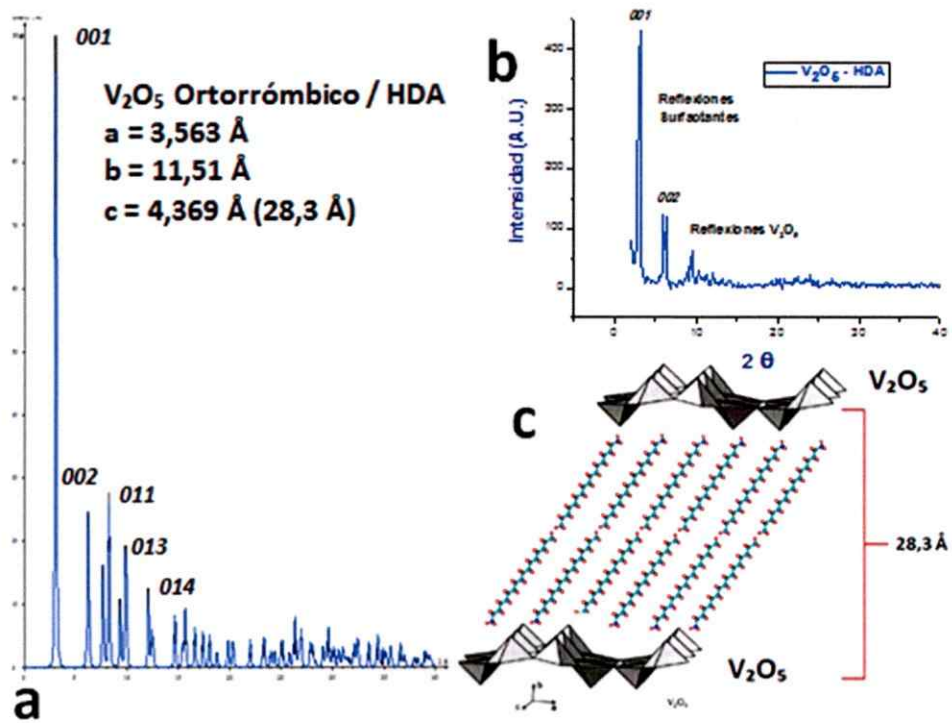 001
V₂O₅ Ortorrómbico / HDA
a = 3,563 Å
b = 11,51 Å
c = 4,369 Å (28,3 Å)
002
011
013
014
0
a
b
001
V₂O₅ - HDA
Reflexiones
Surfactantes
002
Reflexiones V₂O₅
Intensidad (A.U.)
400
300
200
100
0
0
10
20
30
40
2 θ
c
V₂O₅
28,3 Å
V₂O₅
c b a
V₂O₅